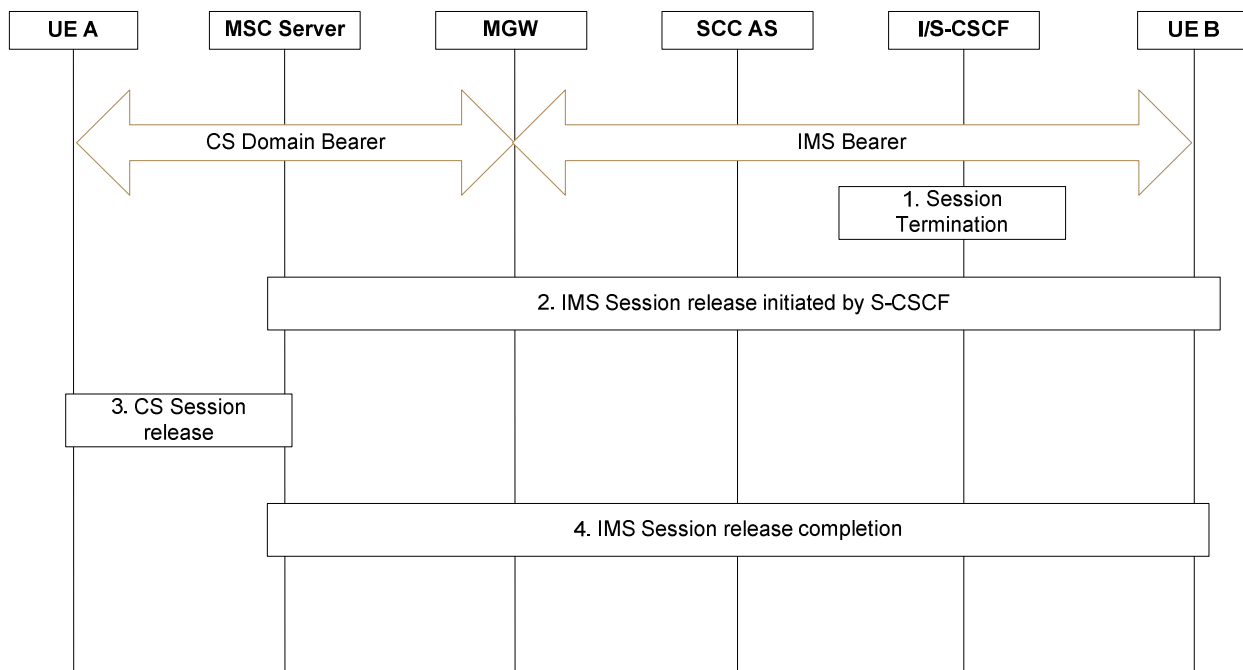 UE A
MSC Server
MGW
SCC AS
I/S-CSCF
UE B
CS Domain Bearer
IMS Bearer
1. Session
Termination
2. IMS Session release initiated by S-CSCF
3. CS Session
release
4. IMS Session release completion